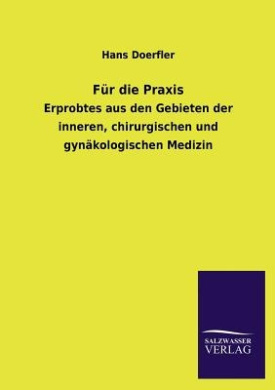 Hans Doerfler
Für die Praxis
Erprobtes aus den Gebieten der
inneren, chirurgischen und
gynäkologischen Medizin
SALZWASSER
VERLAG